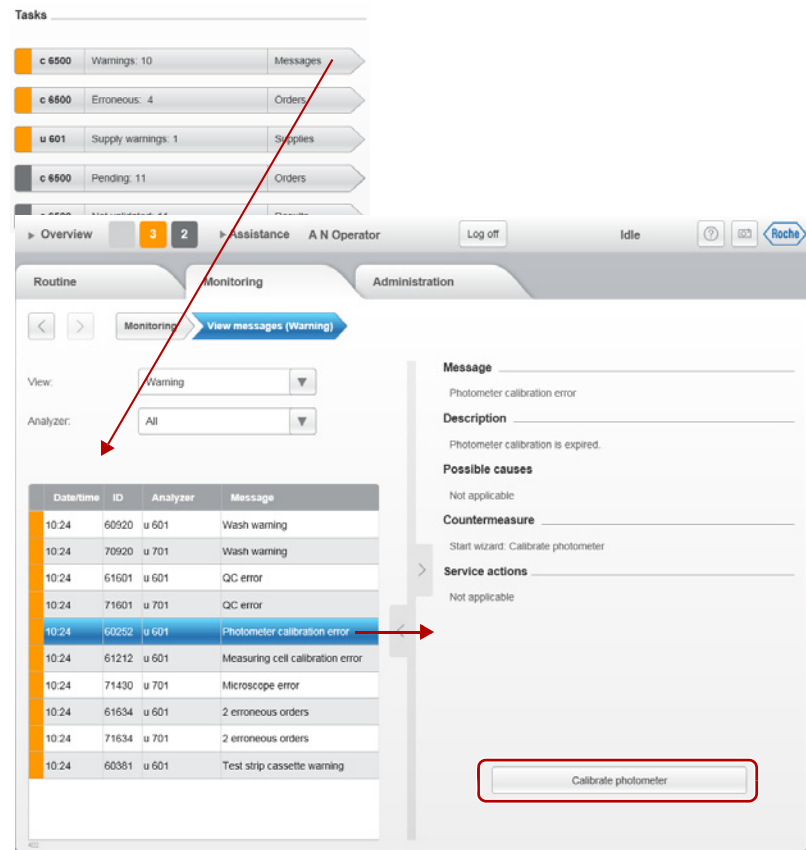 Tasks
c 6500 Warnings: 10 Messages
c 6500 Erroneous: 4 Orders
u 601 Supply warnings: 1 Supplies
c 6500 Pending: 11 Orders
Overview 3 2 Assistance A N Operator Log off Idle ? Roche
Routine Monitoring Administration
Monitoring View messages (Warning)
View: Warning
Analyzer: All
Date/time ID Analyzer Message
10:24 60920 u 601 Wash warning
10:24 70920 u 701 Wash warning
10:24 61601 u 601 QC error
10:24 71601 u 701 QC error
10:24 60252 u 601 Photometer calibration error
10:24 61212 u 601 Measuring cell calibration error
10:24 71430 u 701 Microscope error
10:24 61634 u 601 2 erroneous orders
10:24 71634 u 701 2 erroneous orders
10:24 60381 u 601 Test strip cassette warning
Message
Photometer calibration error
Description
Photometer calibration is expired.
Possible causes
Not applicable
Countermeasure
Start wizard: Calibrate photometer
Service actions
Not applicable
Calibrate photometer